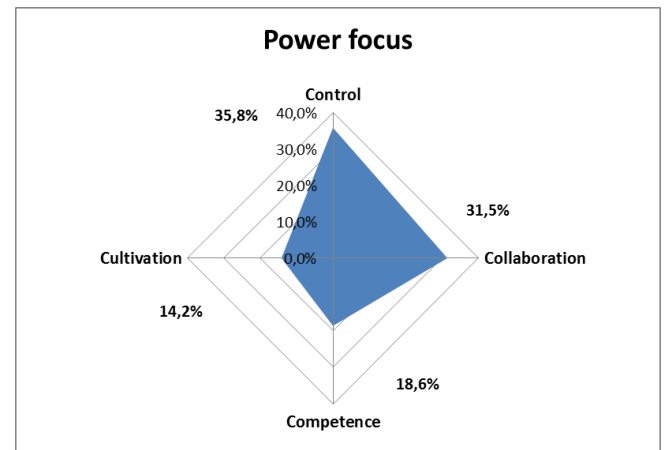 Power focus
Control
35,8%
40,0%
30,0%
20,0%
31,5%
10,0%
Cultivation
0,0%
Collaboration
14,2%
18,6%
Competence